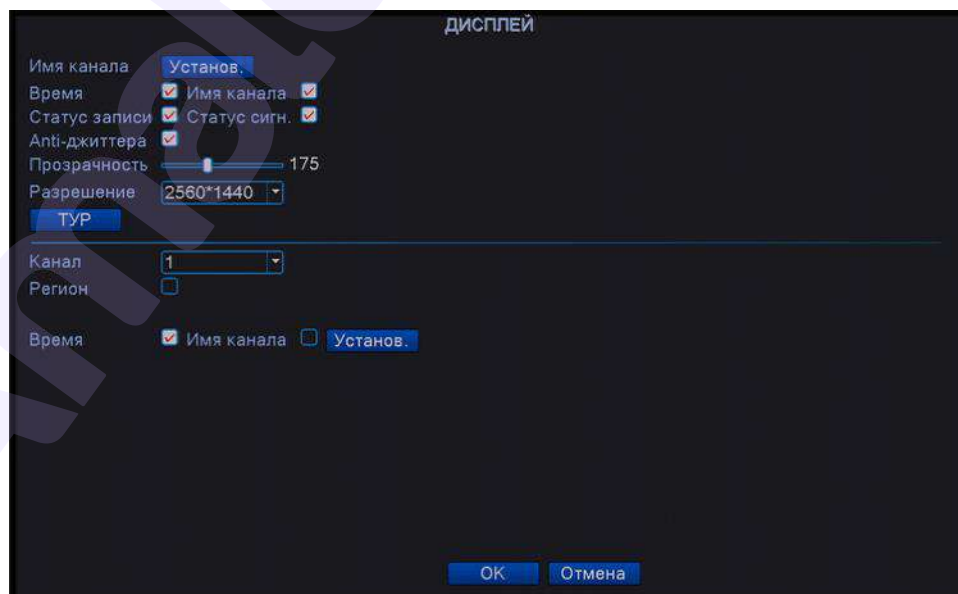 ДИСПЛЕЙ
Имя канала Установ.
Время Имя канала
Статус записи Статус сигн.
Anti-джиттера
Прозрачность 175
Разрешение 2560*1440
ТУР
Канал 1
Регион
Время Имя канала Установ.
OK Отмена